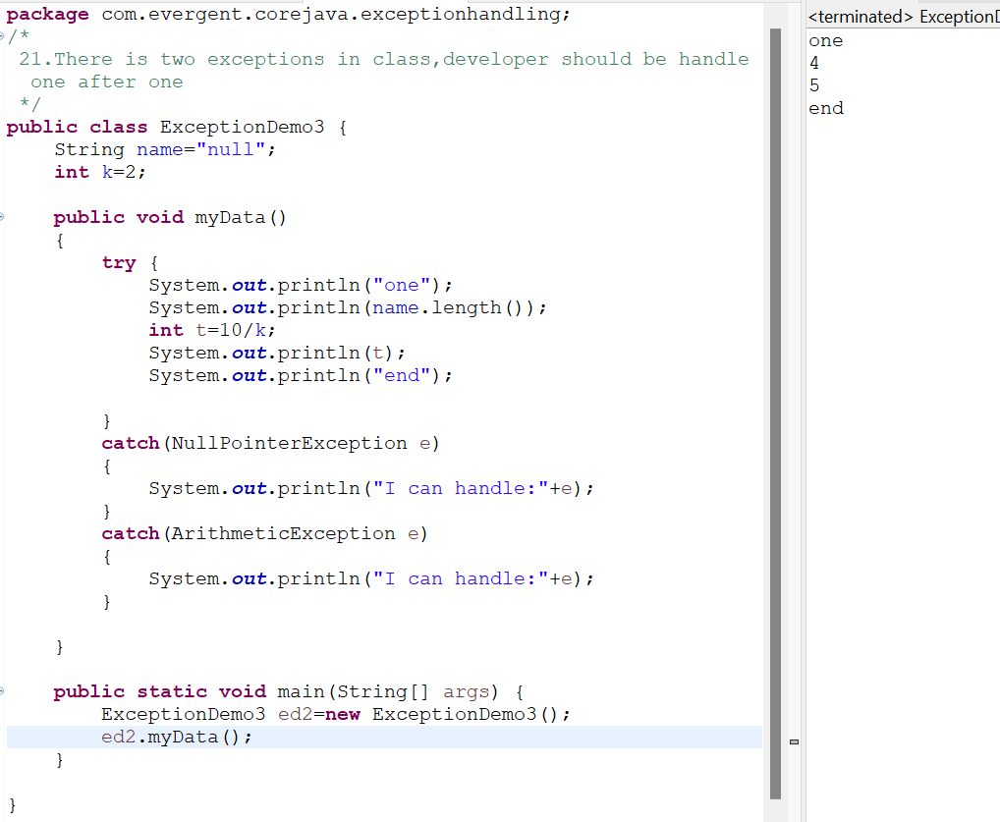 package com.evergent.corejava.exceptionhandling;
/*
 21.There is two exceptions in class,developer should be handle
  one after one
 */
public class ExceptionDemo3 {
    String name="null";
    int k=2;

    public void myData()
    {
        try {
            System.out.println("one");
            System.out.println(name.length());
            int t=10/k;
            System.out.println(t);
            System.out.println("end");

        }
        catch(NullPointerException e)
        {
            System.out.println("I can handle:"+e);
        }
        catch(ArithmeticException e)
        {
            System.out.println("I can handle:"+e);
        }

    }

    public static void main(String[] args) {
        ExceptionDemo3 ed2=new ExceptionDemo3();
        ed2.myData();
    }

}
<terminated> ExceptionD
one
4
5
end